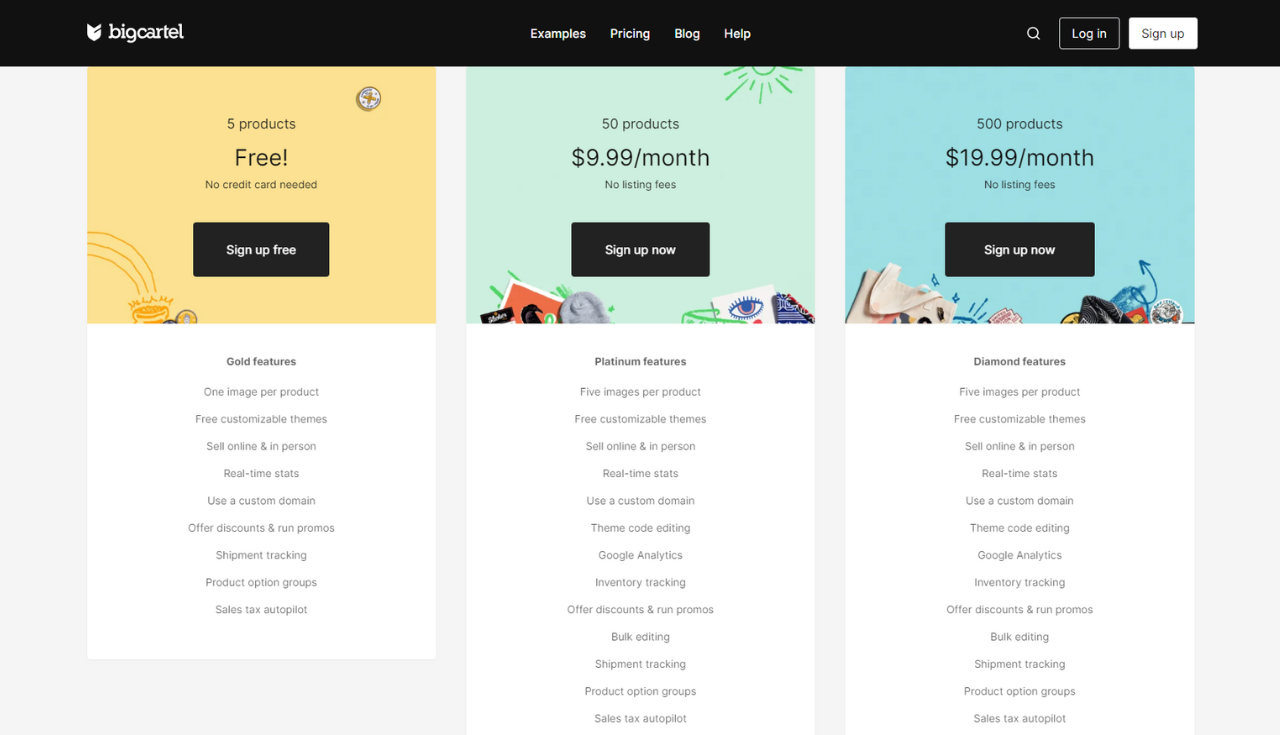 bigcartel
Examples
Pricing
Blog
Help
Log in
Sign up
5 products
Free!
No credit card needed
Sign up free
Gold features
One image per product
Free customizable themes
Sell online & in person
Real-time stats
Use a custom domain
Offer discounts & run promos
Shipment tracking
Product option groups
Sales tax autopilot
50 products
$9.99/month
No listing fees
Sign up now
Platinum features
Five images per product
Free customizable themes
Sell online & in person
Real-time stats
Use a custom domain
Theme code editing
Google Analytics
Inventory tracking
Offer discounts & run promos
Bulk editing
Shipment tracking
Product option groups
Sales tax autopilot
500 products
$19.99/month
No listing fees
Sign up now
Diamond features
Five images per product
Free customizable themes
Sell online & in person
Real-time stats
Use a custom domain
Theme code editing
Google Analytics
Inventory tracking
Offer discounts & run promos
Bulk editing
Shipment tracking
Product option groups
Sales tax autopilot